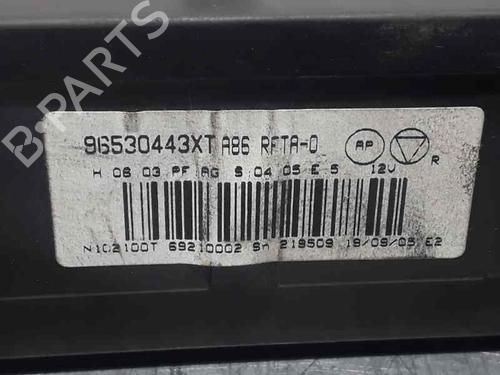 96530443XT A86 RFTA-0 AP R
H 06 03 PF AG S 04 05 E 5 12V
N102100T 69210002 Sn 219509 19/09/05 E2